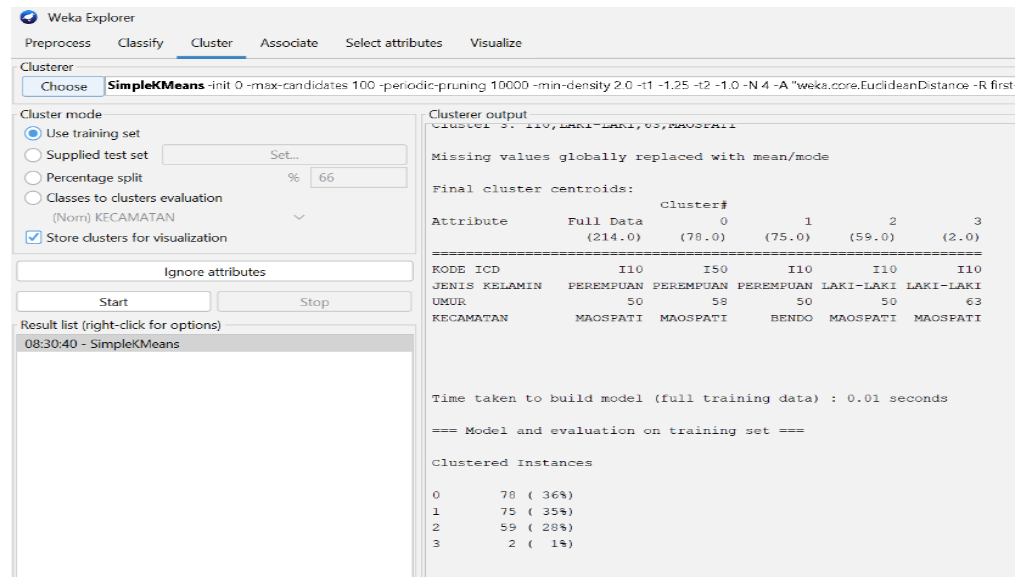 Weka Explorer
Preprocess Classify Cluster Associate Select attributes Visualize
Clusterer
Choose SimpleKMeans -init 0 -max-candidates 100 -periodic-pruning 10000 -min-density 2.0 -t1 -1.25 -t2 -1.0 -N 4 -A "weka.core.EuclideanDistance -R first-
Cluster mode
Use training set
Supplied test set Set...
Percentage split % 66
Classes to clusters evaluation
(Nom) KECAMATAN
Store clusters for visualization
Ignore attributes
Start Stop
Result list (right-click for options)
08:30:40 - SimpleKMeans
Clusterer output
Cluster 3: I10,LAKI-LAKI,63,MAOSPATI
Missing values globally replaced with mean/mode
Final cluster centroids:
Cluster#
Attribute Full Data 0 1 2 3
(214.0) (78.0) (75.0) (59.0) (2.0)
==========================================================================
KODE ICD I10 I50 I10 I10 I10
JENIS KELAMIN PEREMPUAN PEREMPUAN PEREMPUAN LAKI-LAKI LAKI-LAKI
UMUR 50 58 50 50 63
KECAMATAN MAOSPATI MAOSPATI BENDO MAOSPATI MAOSPATI
Time taken to build model (full training data) : 0.01 seconds
=== Model and evaluation on training set ===
Clustered Instances
0 78 ( 36%)
1 75 ( 35%)
2 59 ( 28%)
3 2 ( 1%)